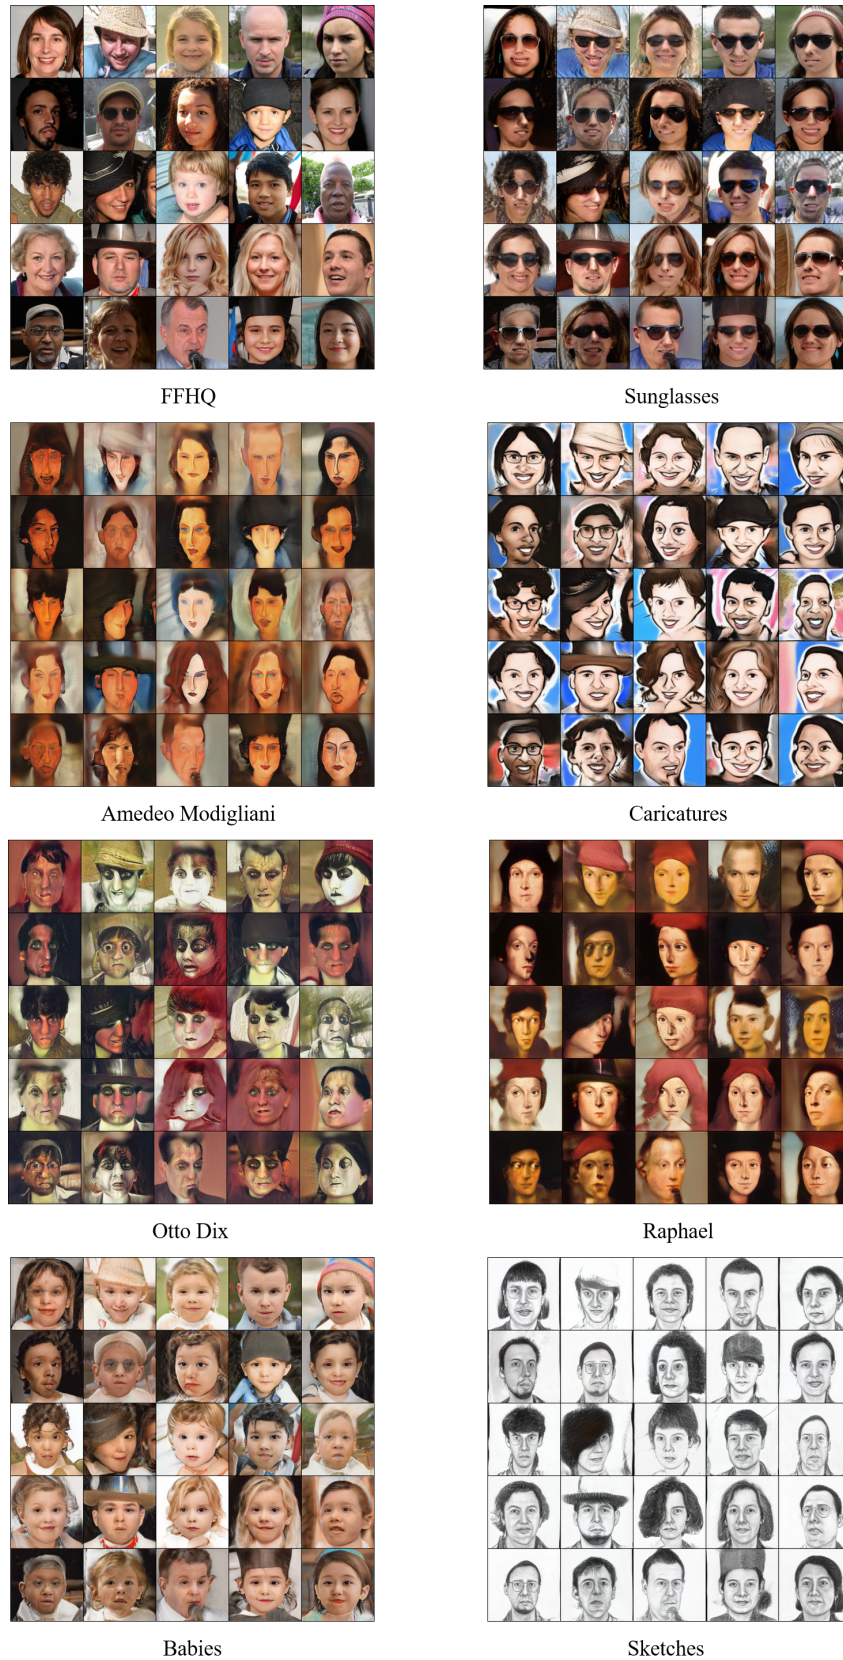 FFHQ
Sunglasses
Amedeo Modigliani
Caricatures
Otto Dix
Raphael
Babies
Sketches